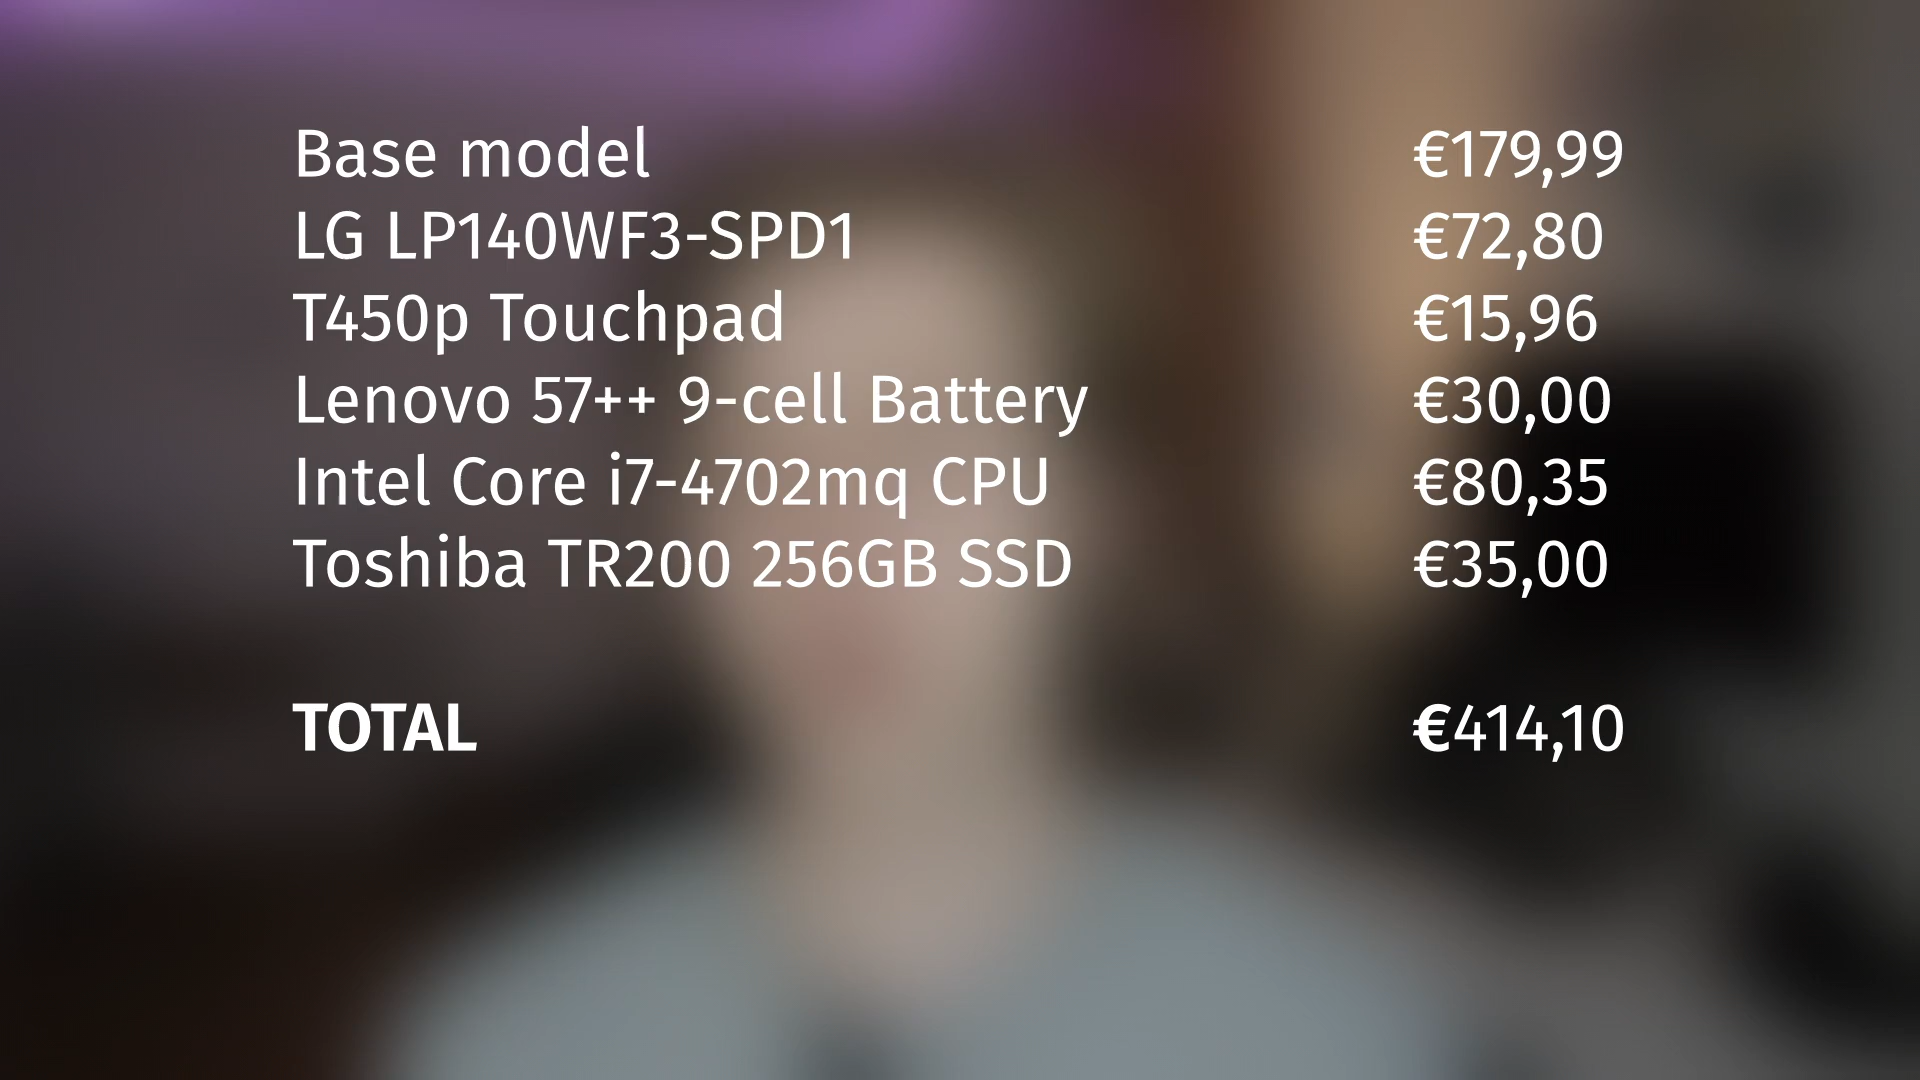 Base model €179,99
LG LP140WF3-SPD1 €72,80
T450p Touchpad €15,96
Lenovo 57++ 9-cell Battery €30,00
Intel Core i7-4702mq CPU €80,35
Toshiba TR200 256GB SSD €35,00
TOTAL €414,10